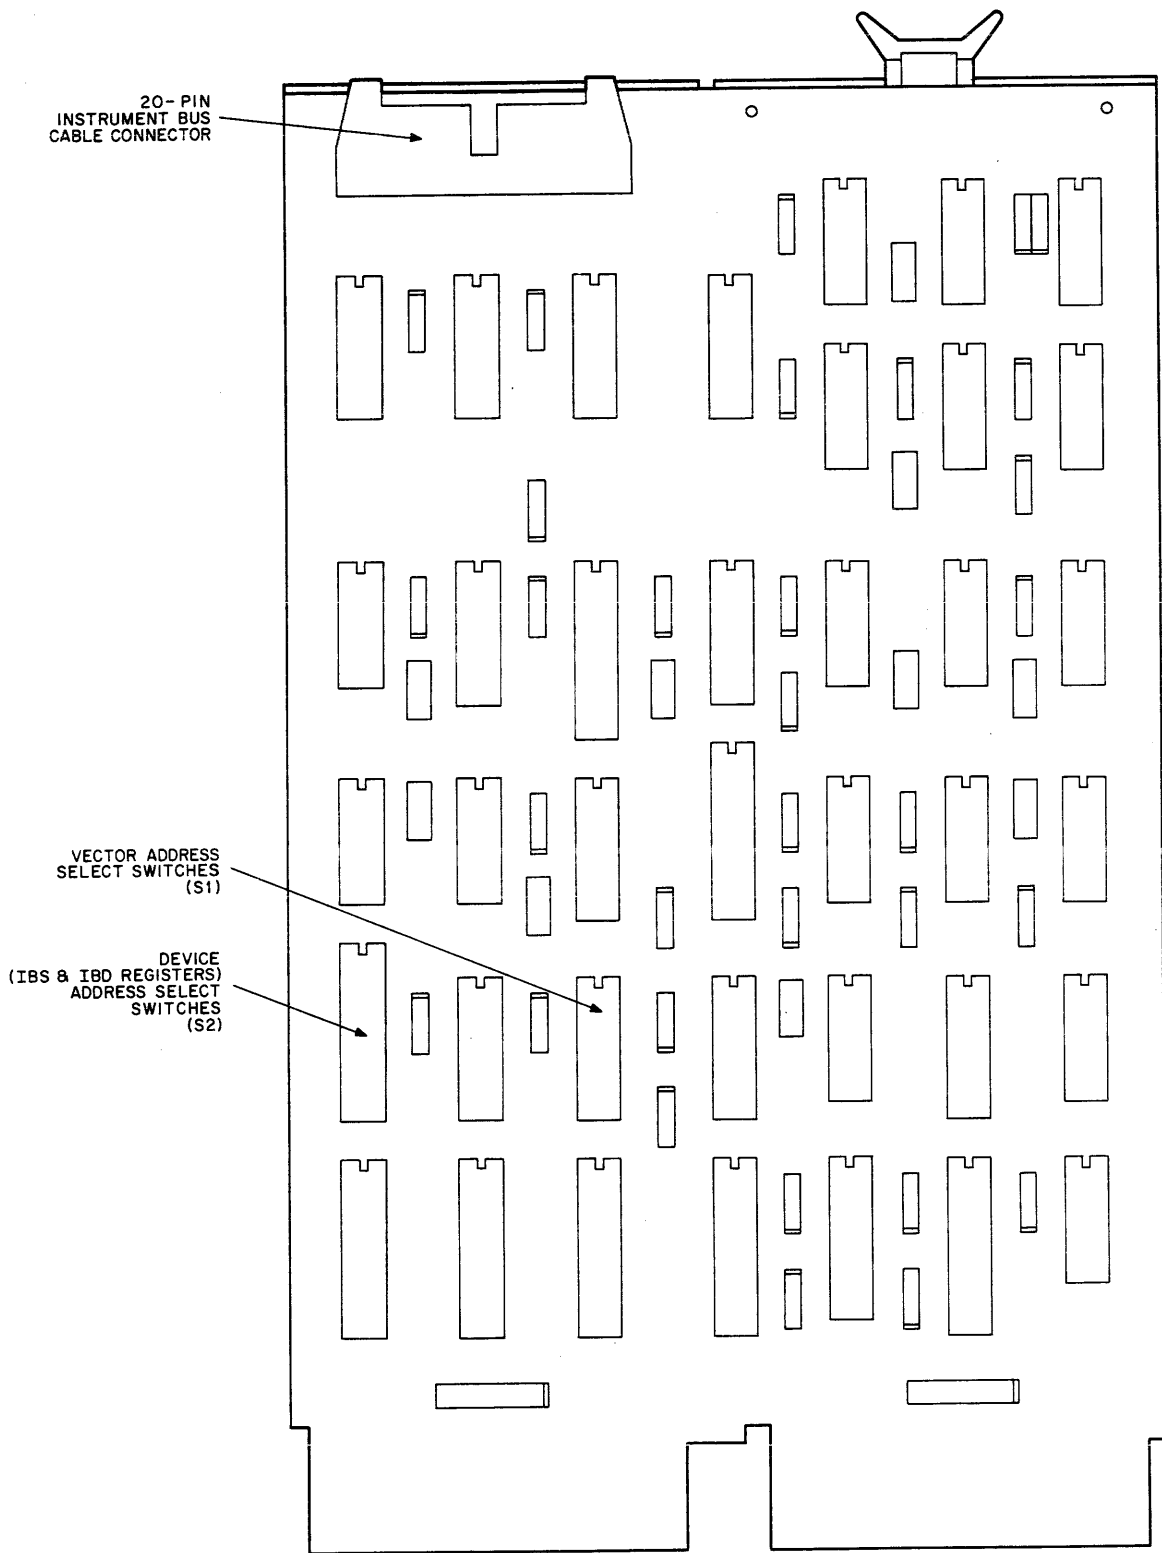 20-PIN
INSTRUMENT BUS
CABLE CONNECTOR
VECTOR ADDRESS
SELECT SWITCHES
(S1)
DEVICE
(IBS & IBD REGISTERS)
ADDRESS SELECT
SWITCHES
(S2)